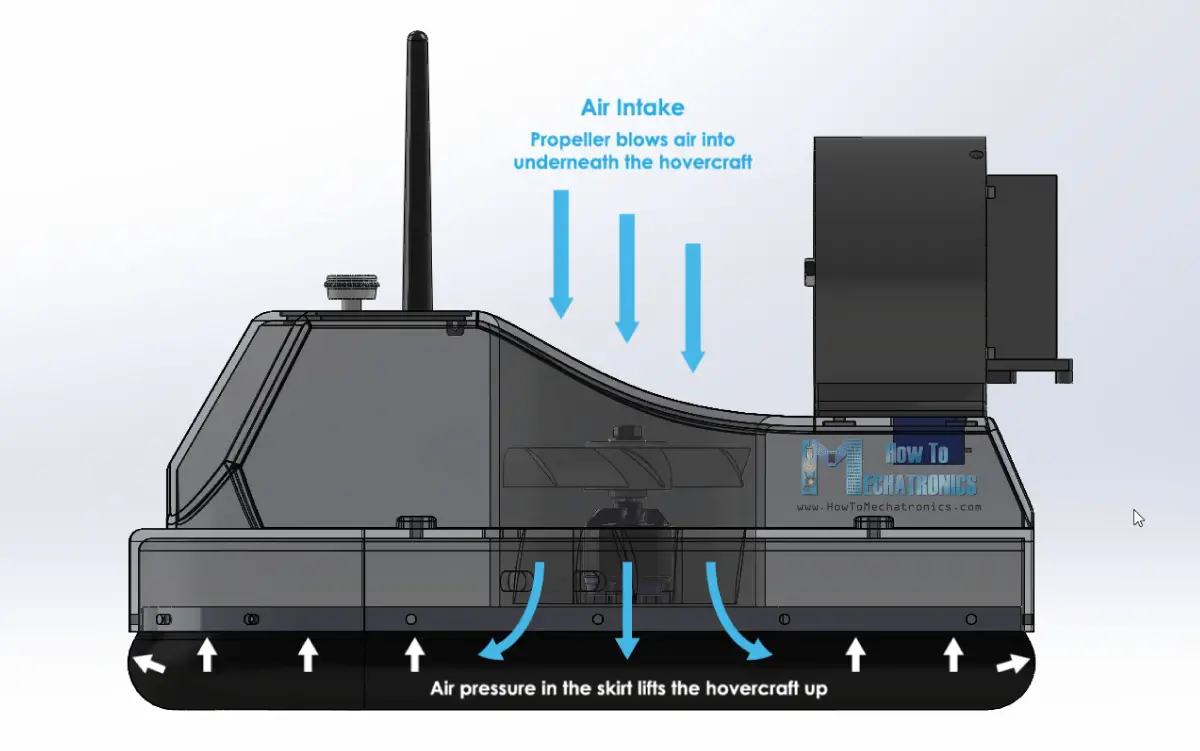 Air Intake
Propeller blows air into
underneath the hovercraft
How To
MECHATRONICS
www.HowToMechatronics.com
Air pressure in the skirt lifts the hovercraft up